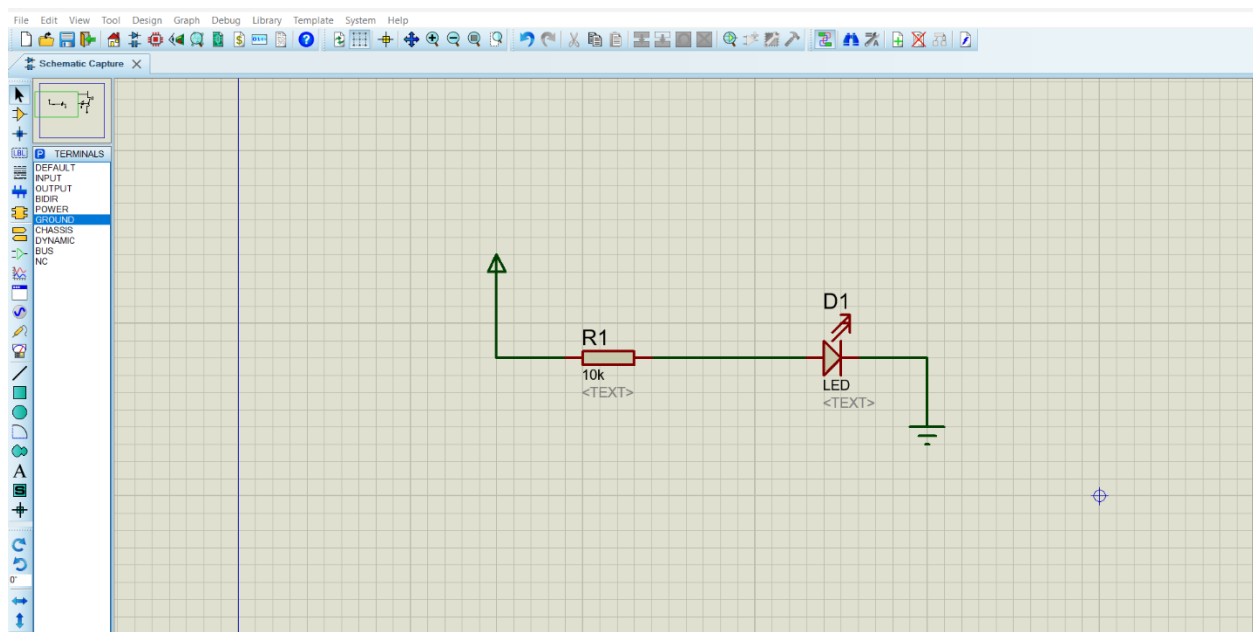 File Edit View Tool Design Graph Debug Library Template System Help
Schematic Capture
LBL
P TERMINALS
DEFAULT
INPUT
OUTPUT
BIDIR
POWER
GROUND
CHASSIS
DYNAMIC
BUS
NC
A
S
0°
D1
R1
10k
<TEXT>
LED
<TEXT>